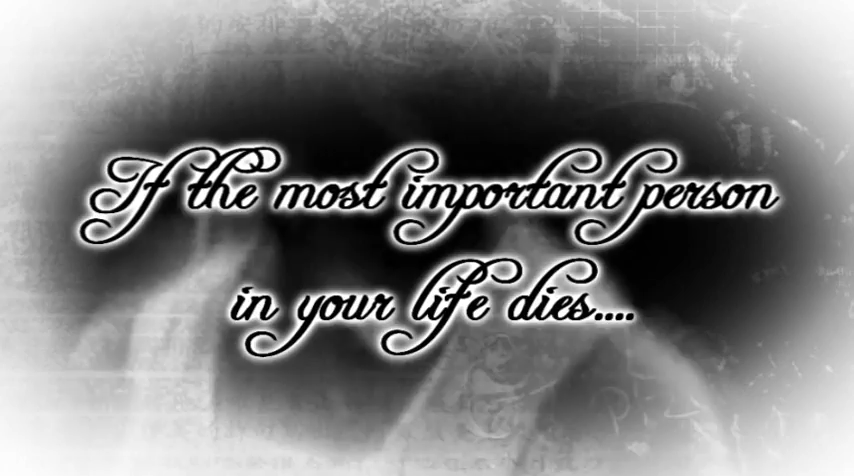 If the most important person
in your life dies....